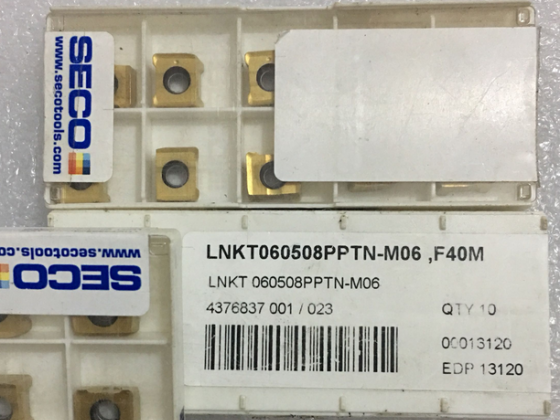 SECO
www.secotools.com
LNKT060508PPTN-M06 ,F40M
LNKT 060508PPTN-M06
4376837 001 / 023
QTY 10
00013120
EDP 13120
SECO
www.secotools.com